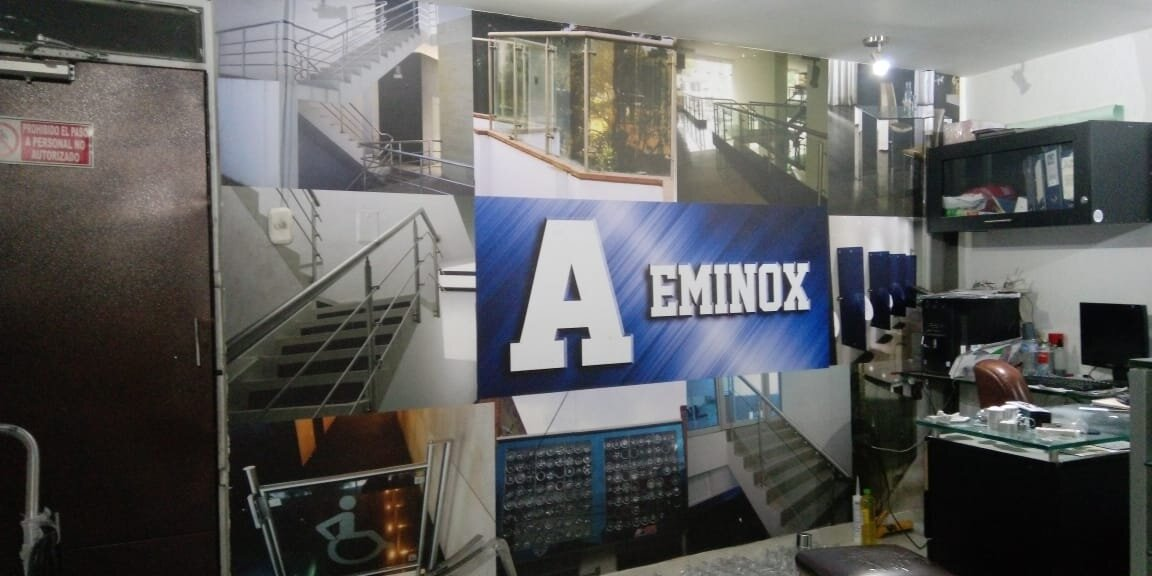 PROHIBIDO EL PASO
A PERSONAL NO
AUTORIZADO
A EMINOX